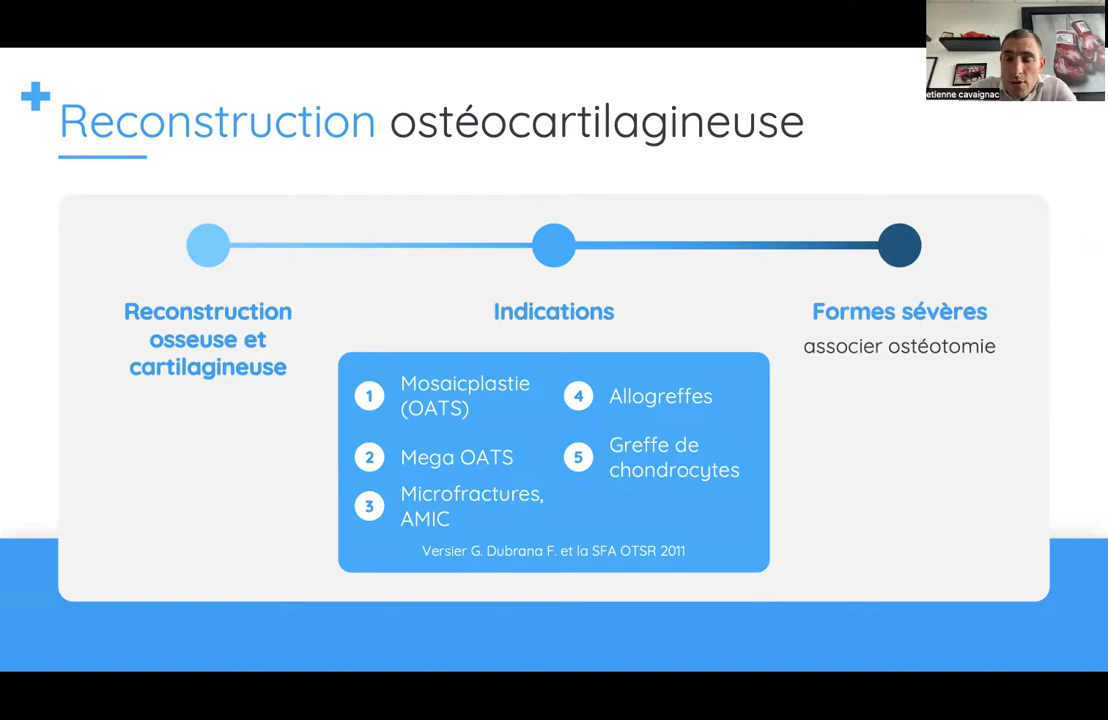 etienne cavaignac
Reconstruction ostéocartilagineuse
Reconstruction
osseuse et
cartilagineuse
Indications
1 Mosaicplastie
(OATS)
2 Mega OATS
3 Microfractures,
AMIC
4 Allogreffes
5 Greffe de
chondrocytes
Versier G. Dubrana F. et la SFA OTSR 2011
Formes sévères
associer ostéotomie